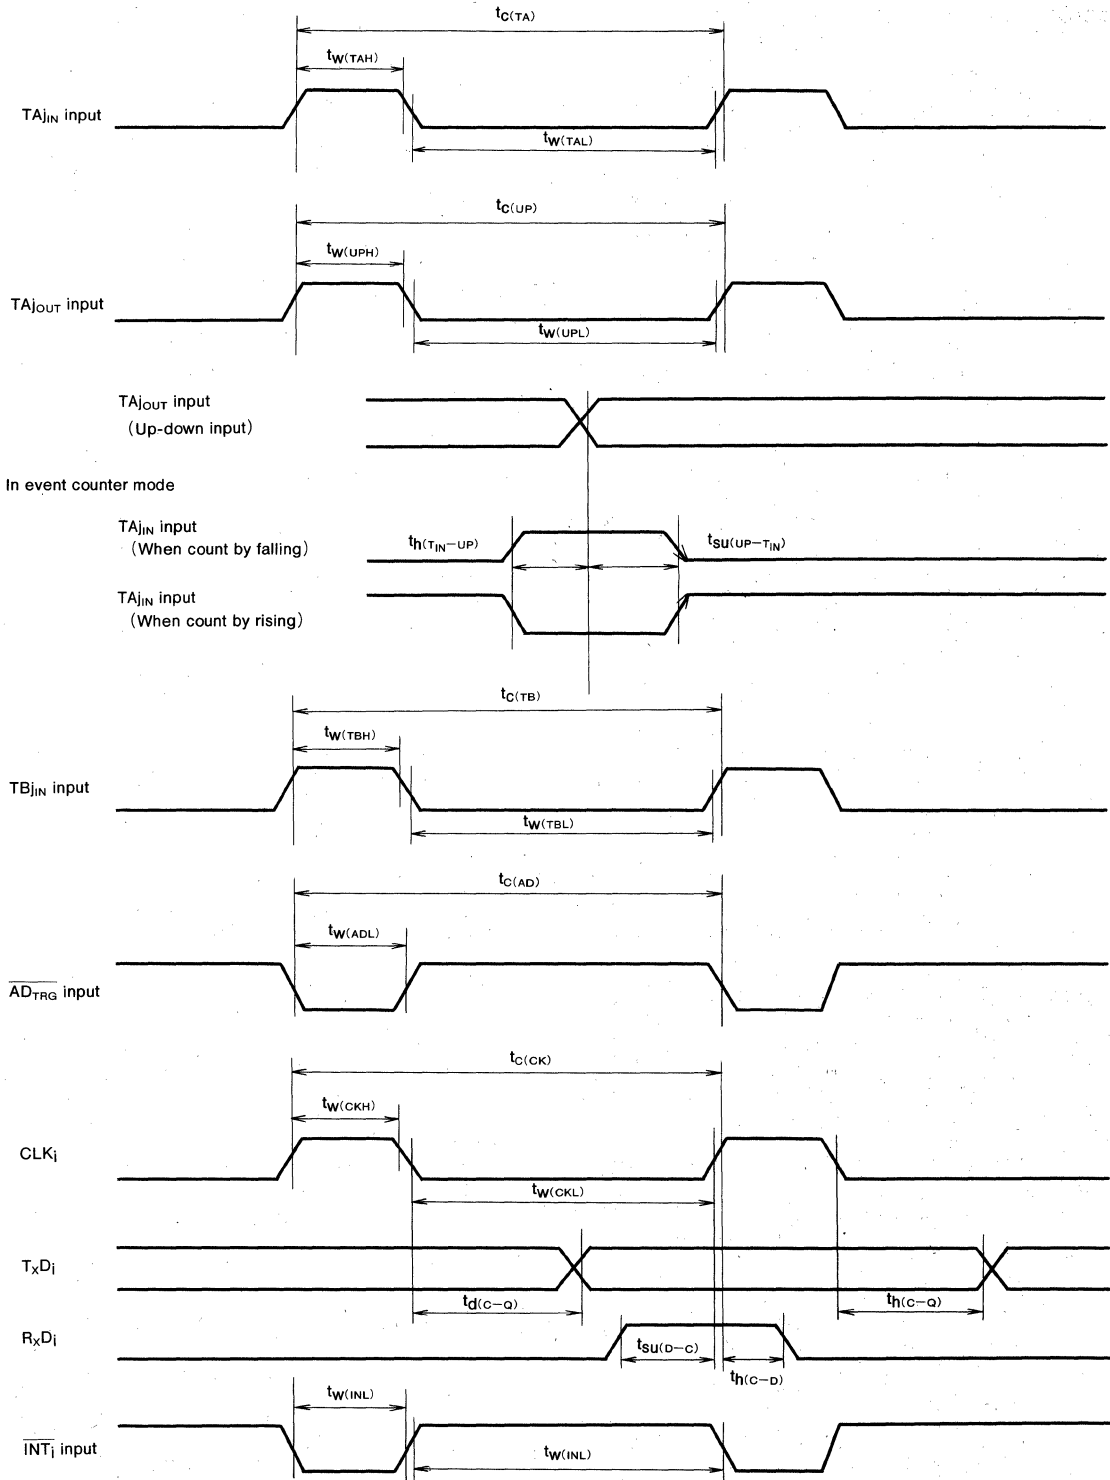 tC(TA)
tW(TAH)
TAjIN input
tW(TAL)
tC(UP)
tW(UPH)
TAjOUT input
tW(UPL)
TAjOUT input
(Up-down input)
In event counter mode
TAjIN input
(When count by falling)
th(TIN−UP)
tsu(UP−TIN)
TAjIN input
(When count by rising)
tC(TB)
tW(TBH)
TBjIN input
tW(TBL)
tC(AD)
tW(ADL)
ADTRG input
tC(CK)
tW(CKH)
CLKi
tW(CKL)
TxDi
td(C−Q)
th(C−Q)
RxDi
tsu(D−C)
th(C−D)
tW(INL)
INTi input
tW(INL)